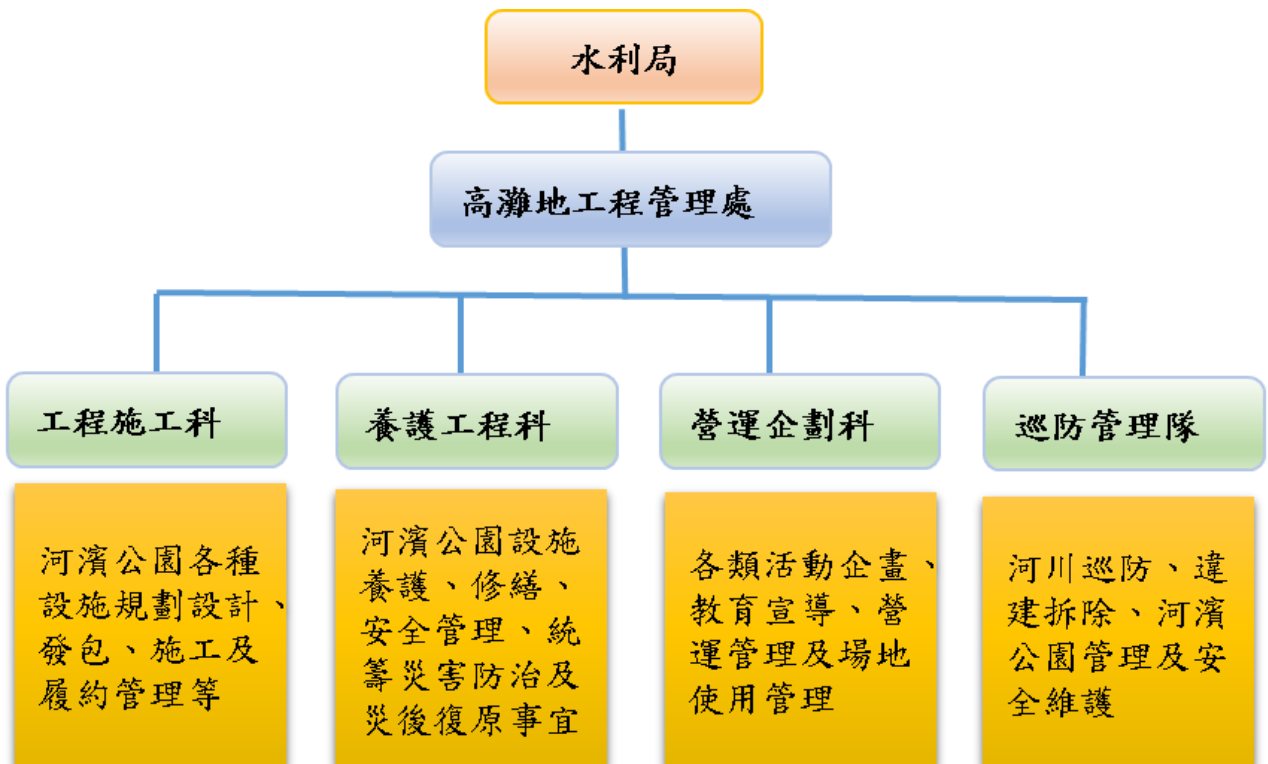 水利局
高灘地工程管理處
工程施工科
養護工程科
營運企劃科
巡防管理隊
河濱公園各種
設施規劃設計、
發包、施工及
履約管理等
河濱公園設施
養護、修繕、
安全管理、統
籌災害防治及
災後復原事宜
各類活動企畫、
教育宣導、營
運管理及場地
使用管理
河川巡防、違
建拆除、河濱
公園管理及安
全維護